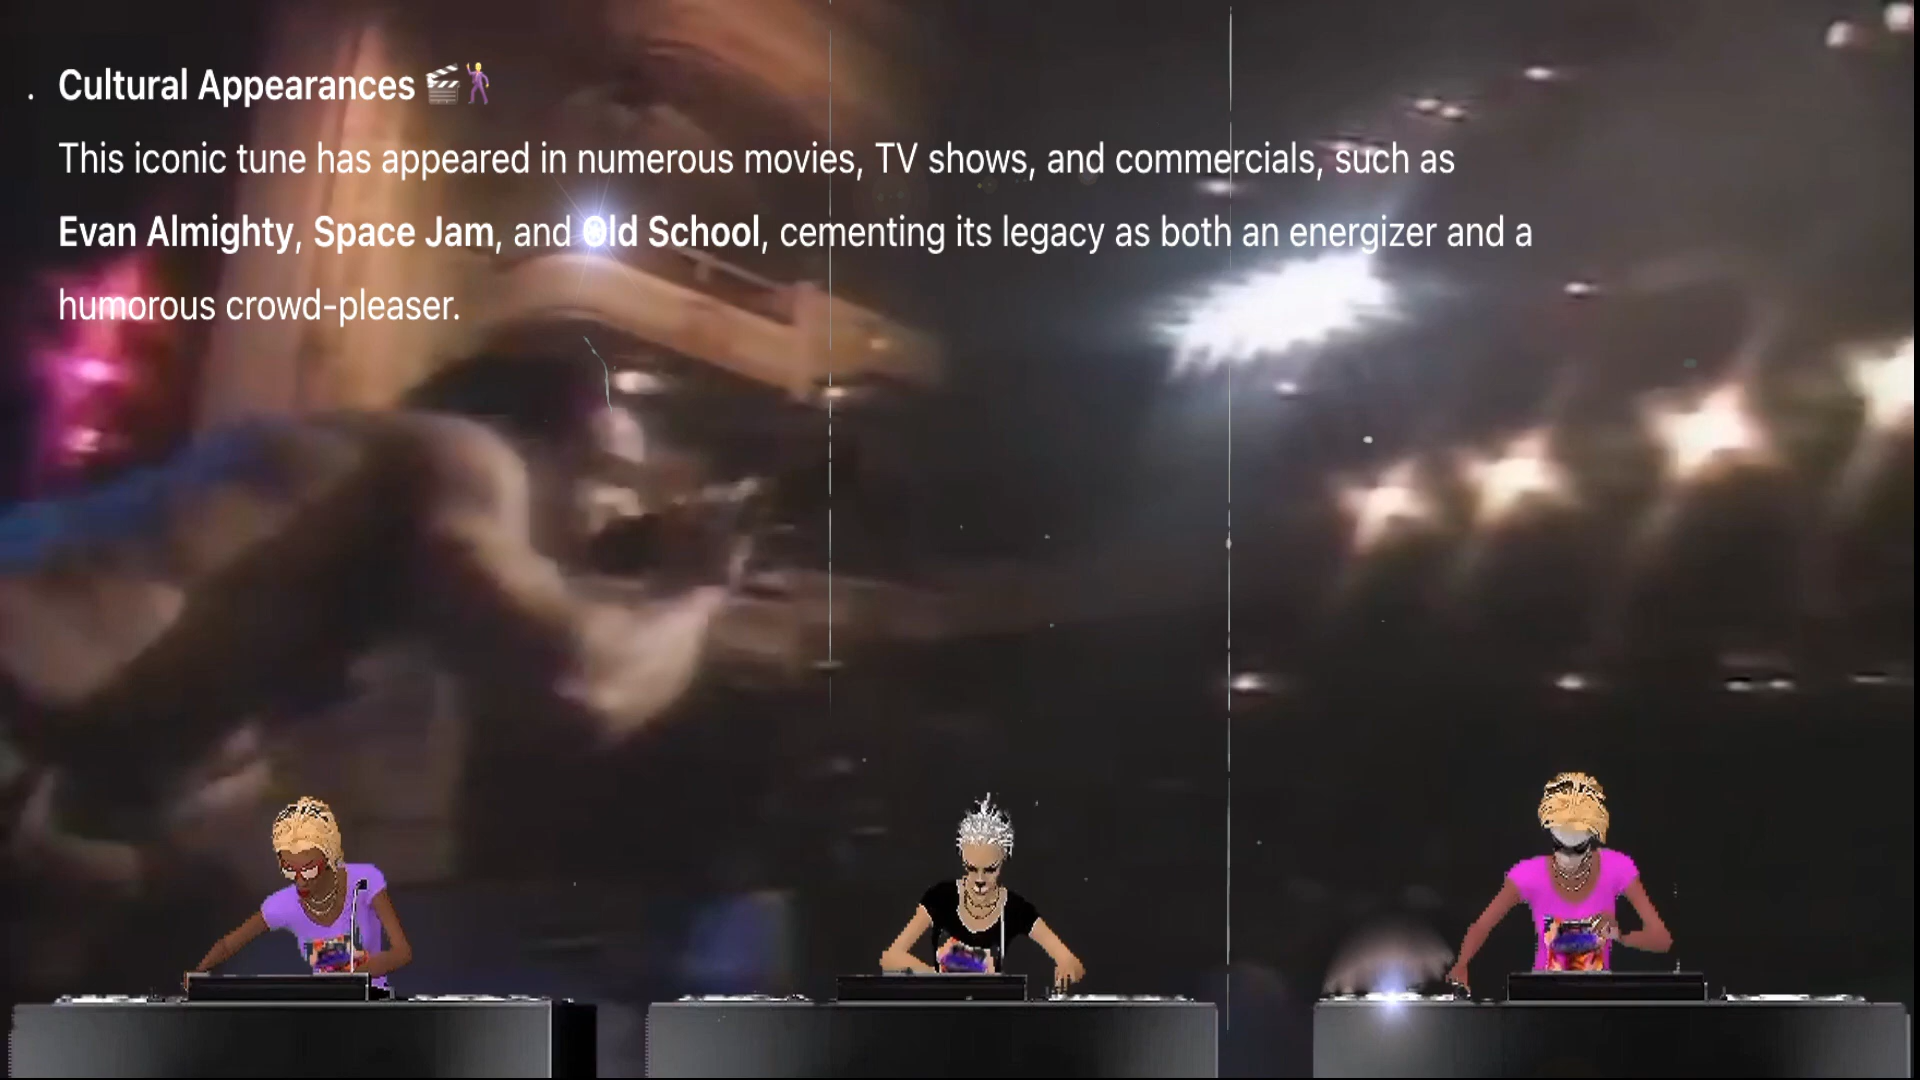 . Cultural Appearances 🎬🕺
This iconic tune has appeared in numerous movies, TV shows, and commercials, such as
Evan Almighty, Space Jam, and Old School, cementing its legacy as both an energizer and a
humorous crowd-pleaser.